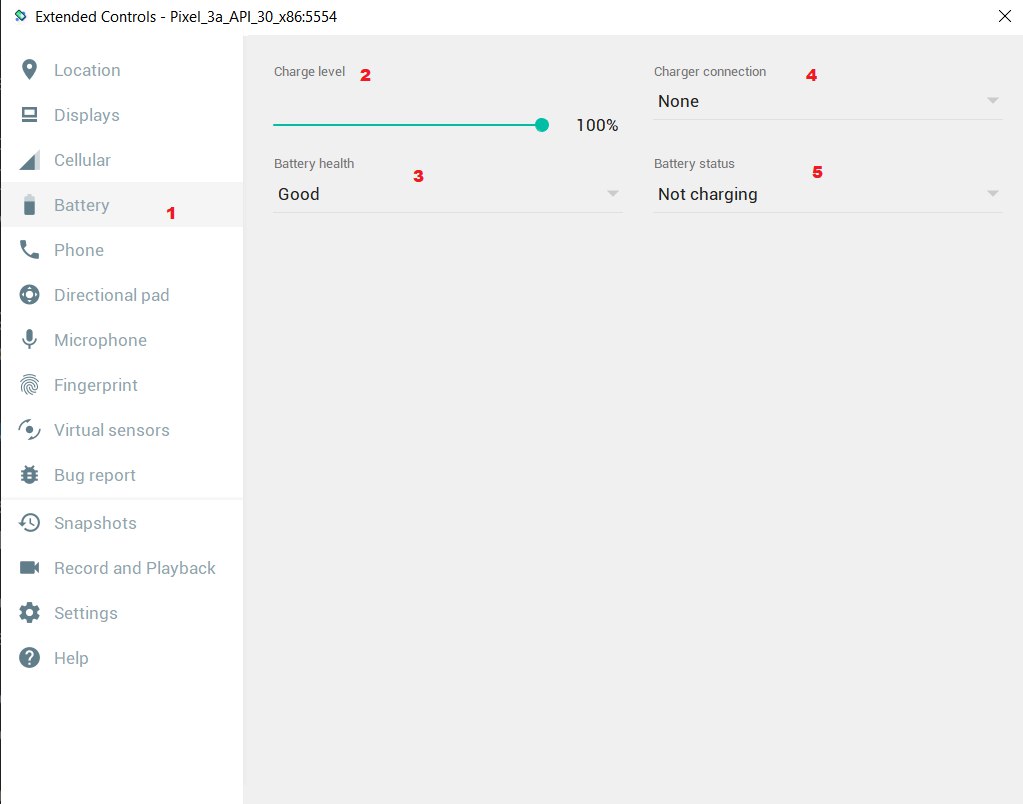 Extended Controls - Pixel_3a_API_30_x86:5554
Location
Displays
Cellular
Battery 1
Phone
Directional pad
Microphone
Fingerprint
Virtual sensors
Bug report
Snapshots
Record and Playback
Settings
Help
Charge level 2
100%
Battery health 3
Good
Charger connection 4
None
Battery status 5
Not charging